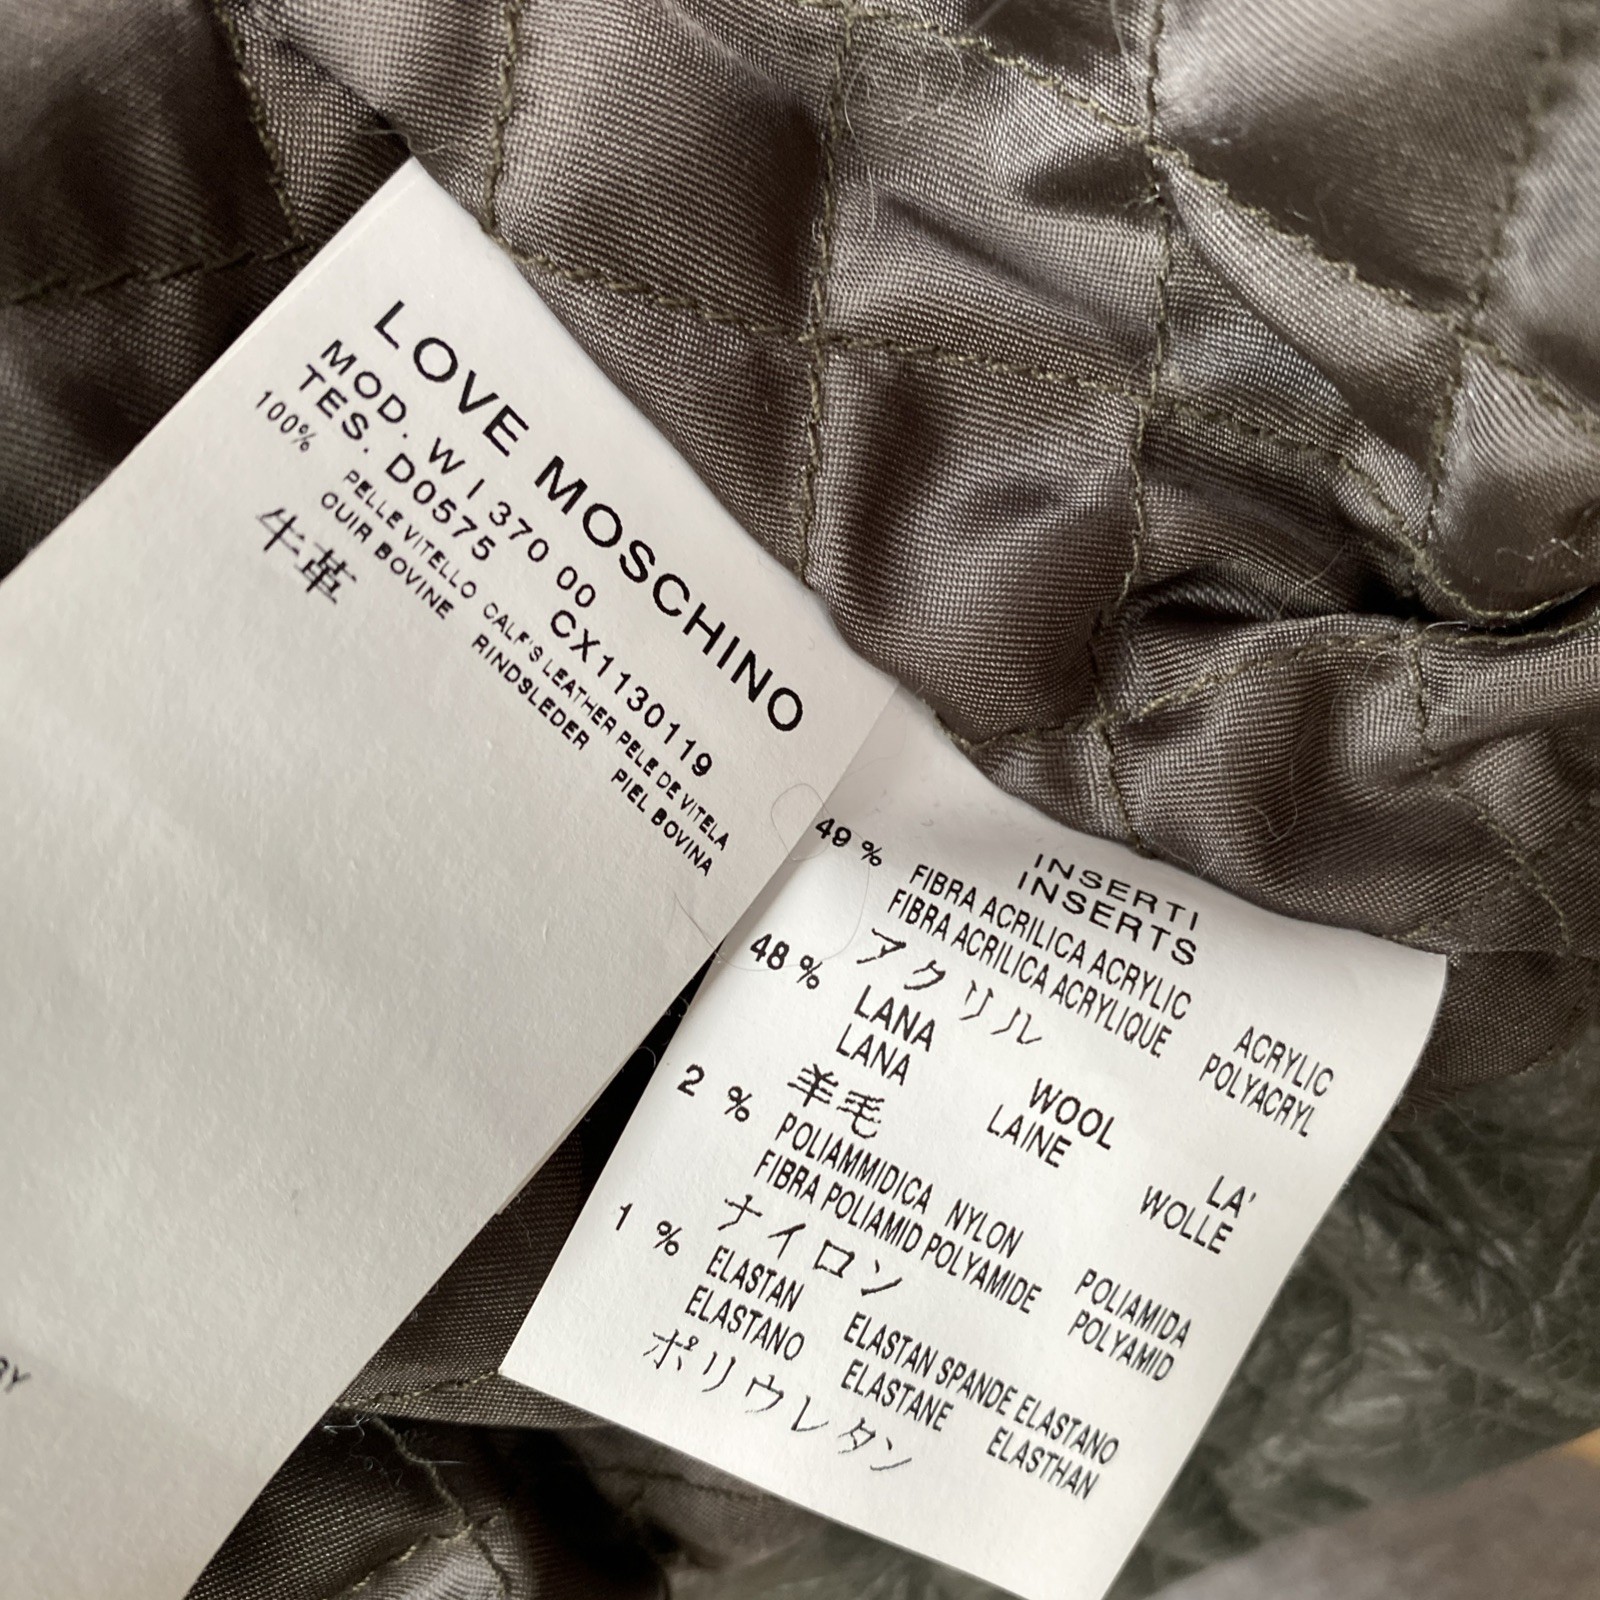 LOVE MOSCHINO
MOD. W I 370 00
TES. D0575 CX1130119
100% PELLE VITELLO CALF'S LEATHER PELE DE VITELA
CUIR BOVINE RINDSLEDER PIEL BOVINA
牛革
INSERTI
INSERTS
49 % FIBRA ACRILICA ACRYLIC ACRYLIC
FIBRA ACRILICA ACRYLIQUE POLYACRYL
アクリル
48 % LANA WOOL LA'
LANA LAINE WOLLE
羊毛
2 % POLIAMMIDICA NYLON POLIAMIDA
FIBRA POLIAMID POLYAMIDE POLYAMID
ナイロン
1 % ELASTAN ELASTAN SPANDE ELASTANO
ELASTANO ELASTANE ELASTHAN
ポリウレタン